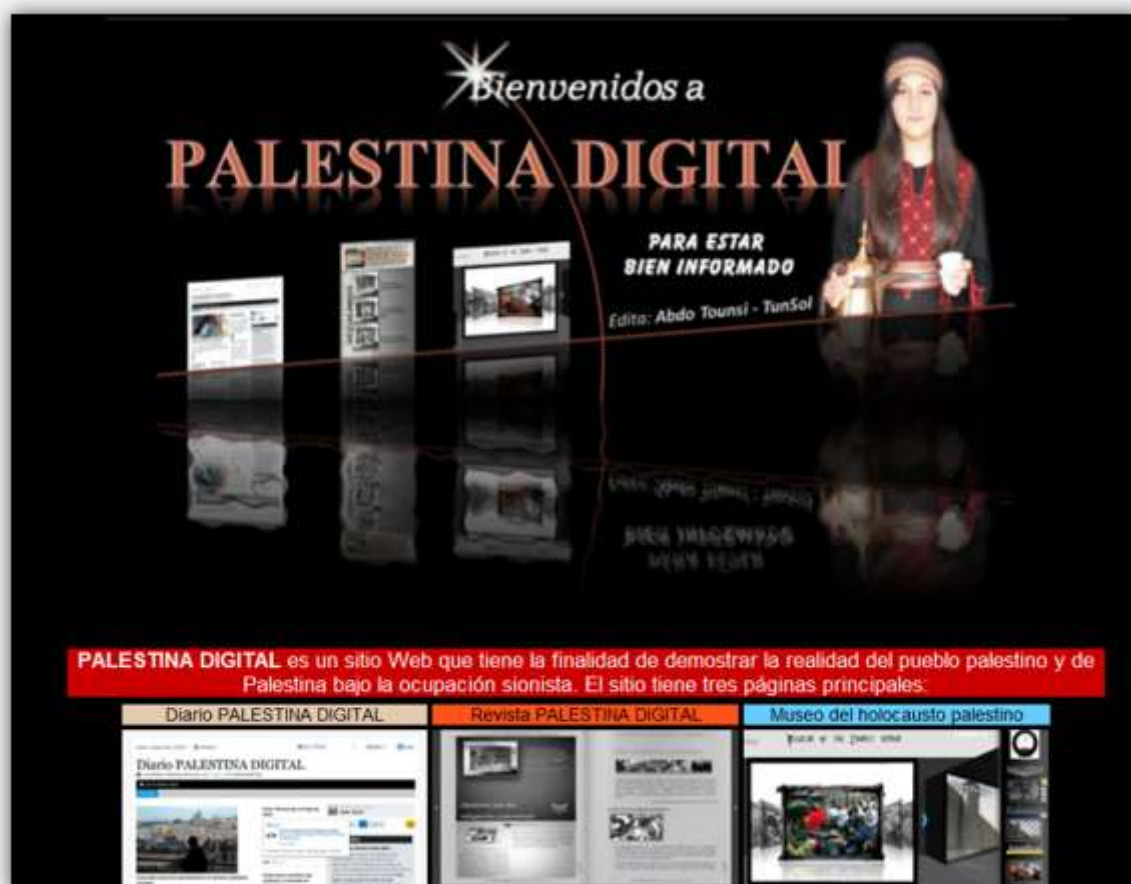 Bienvenidos a
PALESTINA DIGITAL
PARA ESTAR
BIEN INFORMADO
Edita: Abdo Tounsi - TunSol
PALESTINA DIGITAL es un sitio Web que tiene la finalidad de demostrar la realidad del pueblo palestino y de
Palestina bajo la ocupación sionista. El sitio tiene tres páginas principales:
Diario PALESTINA DIGITAL
Revista PALESTINA DIGITAL
Museo del holocausto palestino
Diario PALESTINA DIGITAL